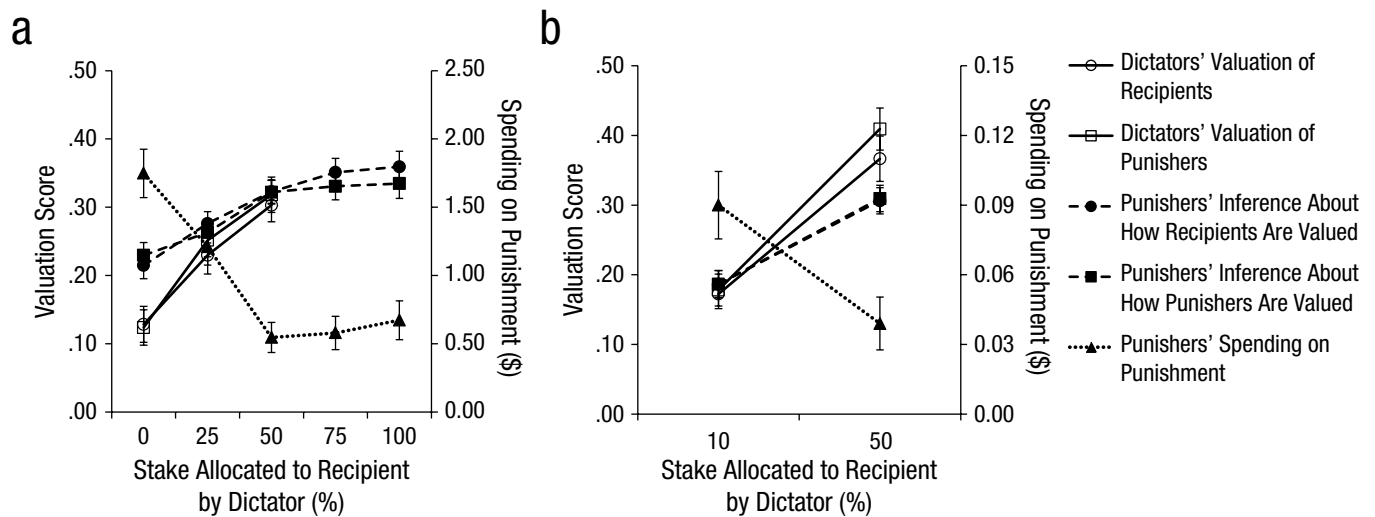 a
.50
.40
.30
.20
.10
.00
Valuation Score
2.50
2.00
1.50
1.00
0.50
0.00
Spending on Punishment ($)
0
25
50
75
100
Stake Allocated to Recipient
by Dictator (%)
b
.50
.40
.30
.20
.10
.00
Valuation Score
0.15
0.12
0.09
0.06
0.03
0.00
Spending on Punishment ($)
10
50
Stake Allocated to Recipient
by Dictator (%)
Dictators’ Valuation of
Recipients
Dictators’ Valuation of
Punishers
Punishers’ Inference About
How Recipients Are Valued
Punishers’ Inference About
How Punishers Are Valued
Punishers’ Spending on
Punishment